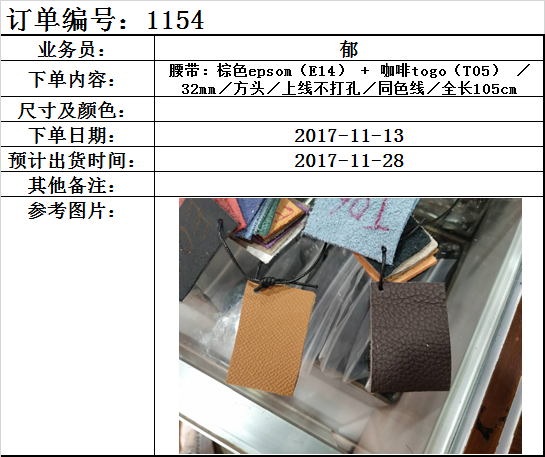 订单编号：1154
业务员：
郁
下单内容：
腰带：棕色epsom（E14） + 咖啡togo（T05） ／
32mm／方头／上线不打孔／同色线／全长105cm
尺寸及颜色：
下单日期：
2017-11-13
预计出货时间：
2017-11-28
其他备注：
参考图片：